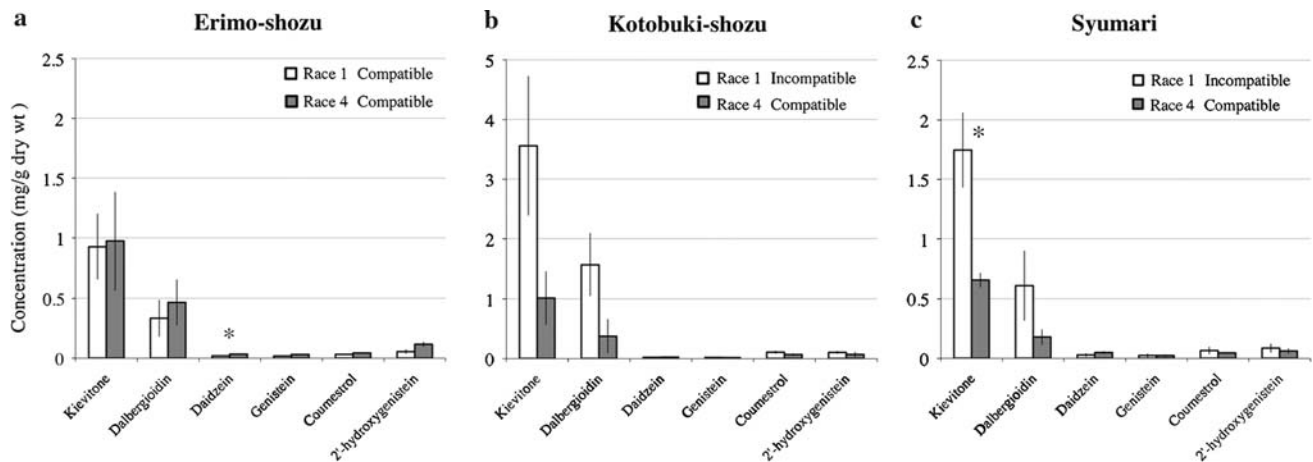 a Erimo-shozu
Concentration (mg/g dry wt )
2.5
2
1.5
1
0.5
0
Race 1 Compatible
Race 4 Compatible
Kievitone
Dalbergioidin
Daidzein
Genistein
Coumestrol
2'-hydroxygenistein
*
b Kotobuki-shozu
5
4
3
2
1
0
Race 1 Incompatible
Race 4 Compatible
Kievitone
Dalbergioidin
Daidzein
Genistein
Coumestrol
2'-hydroxygenistein
c Syumari
2.5
2
1.5
1
0.5
0
Race 1 Incompatible
Race 4 Compatible
*
Kievitone
Dalbergioidin
Daidzein
Genistein
Coumestrol
2'-hydroxygenistein